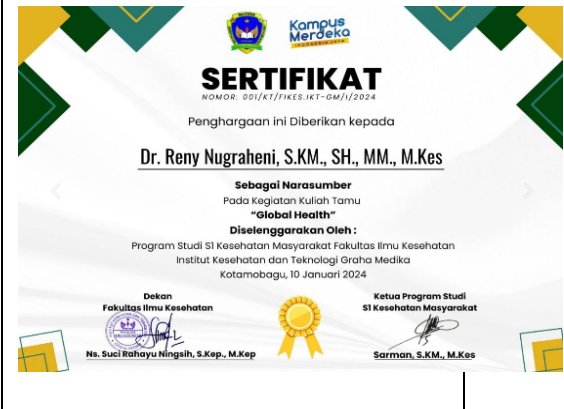 Kampus
Merdeka
INDONESIA JAYA
SERTIFIKAT
NOMOR. 001/KT/FIKES.IKT-GM/I/2024
Penghargaan ini Diberikan kepada
Dr. Reny Nugraheni, S.KM., SH., MM., M.Kes
Sebagai Narasumber
Pada Kegiatan Kuliah Tamu
"Global Health"
Diselenggarakan Oleh :
Program Studi S1 Kesehatan Masyarakat Fakultas Ilmu Kesehatan
Institut Kesehatan dan Teknologi Graha Medika
Kotamobagu, 10 Januari 2024
Dekan
Fakultas Ilmu Kesehatan
Ns. Suci Rahayu Ningsih, S.Kep., M.Kep
Ketua Program Studi
S1 Kesehatan Masyarakat
Sarman, S.KM., M.Kes